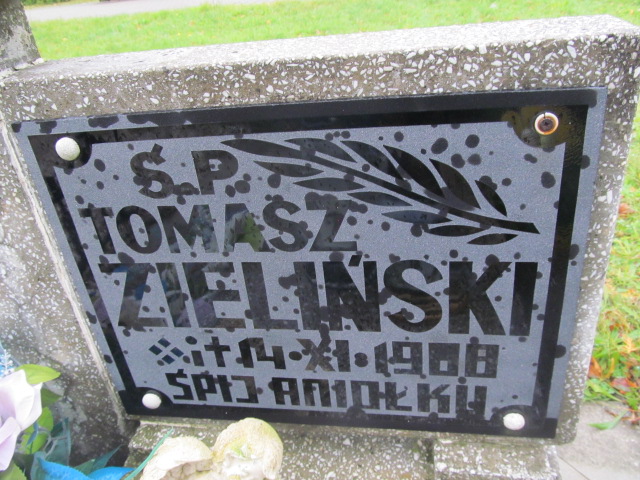 Ś.P
TOMASZ
ZIELIŃSKI
* i † 14·XI·1988
ŚPIJ ANIOŁKU